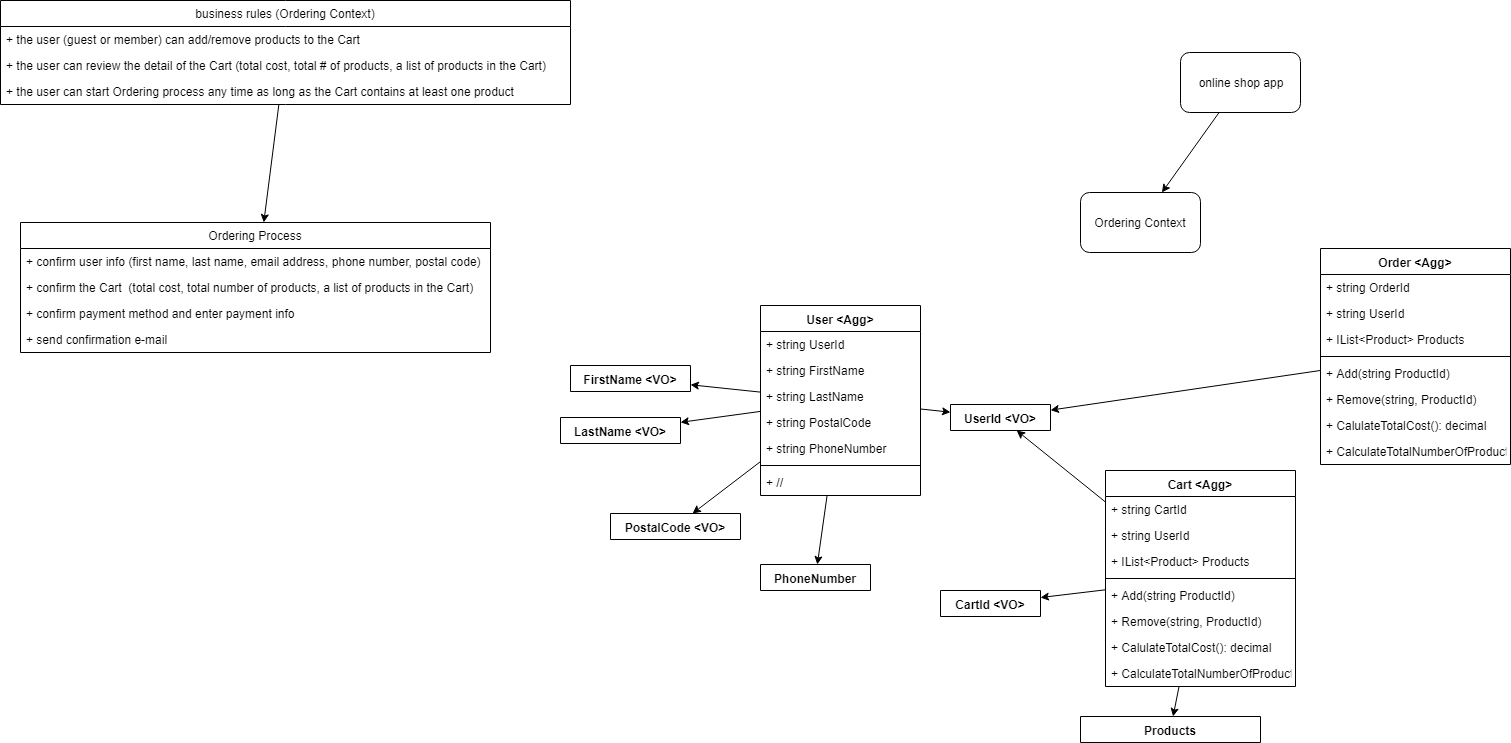 business rules (Ordering Context)
+ the user (guest or member) can add/remove products to the Cart
+ the user can review the detail of the Cart (total cost, total # of products, a list of products in the Cart)
+ the user can start Ordering process any time as long as the Cart contains at least one product
Ordering Process
+ confirm user info (first name, last name, email address, phone number, postal code)
+ confirm the Cart (total cost, total number of products, a list of products in the Cart)
+ confirm payment method and enter payment info
+ send confirmation e-mail
online shop app
Ordering Context
User <Agg>
+ string UserId
+ string FirstName
+ string LastName
+ string PostalCode
+ string PhoneNumber
+ //
FirstName <VO>
LastName <VO>
PostalCode <VO>
PhoneNumber
UserId <VO>
Order <Agg>
+ string OrderId
+ string UserId
+ IList<Product> Products
+ Add(string ProductId)
+ Remove(string, ProductId)
+ CalulateTotalCost(): decimal
+ CalculateTotalNumberOfProduc
Cart <Agg>
+ string CartId
+ string UserId
+ IList<Product> Products
+ Add(string ProductId)
+ Remove(string, ProductId)
+ CalulateTotalCost(): decimal
+ CalculateTotalNumberOfProduc
CartId <VO>
Products